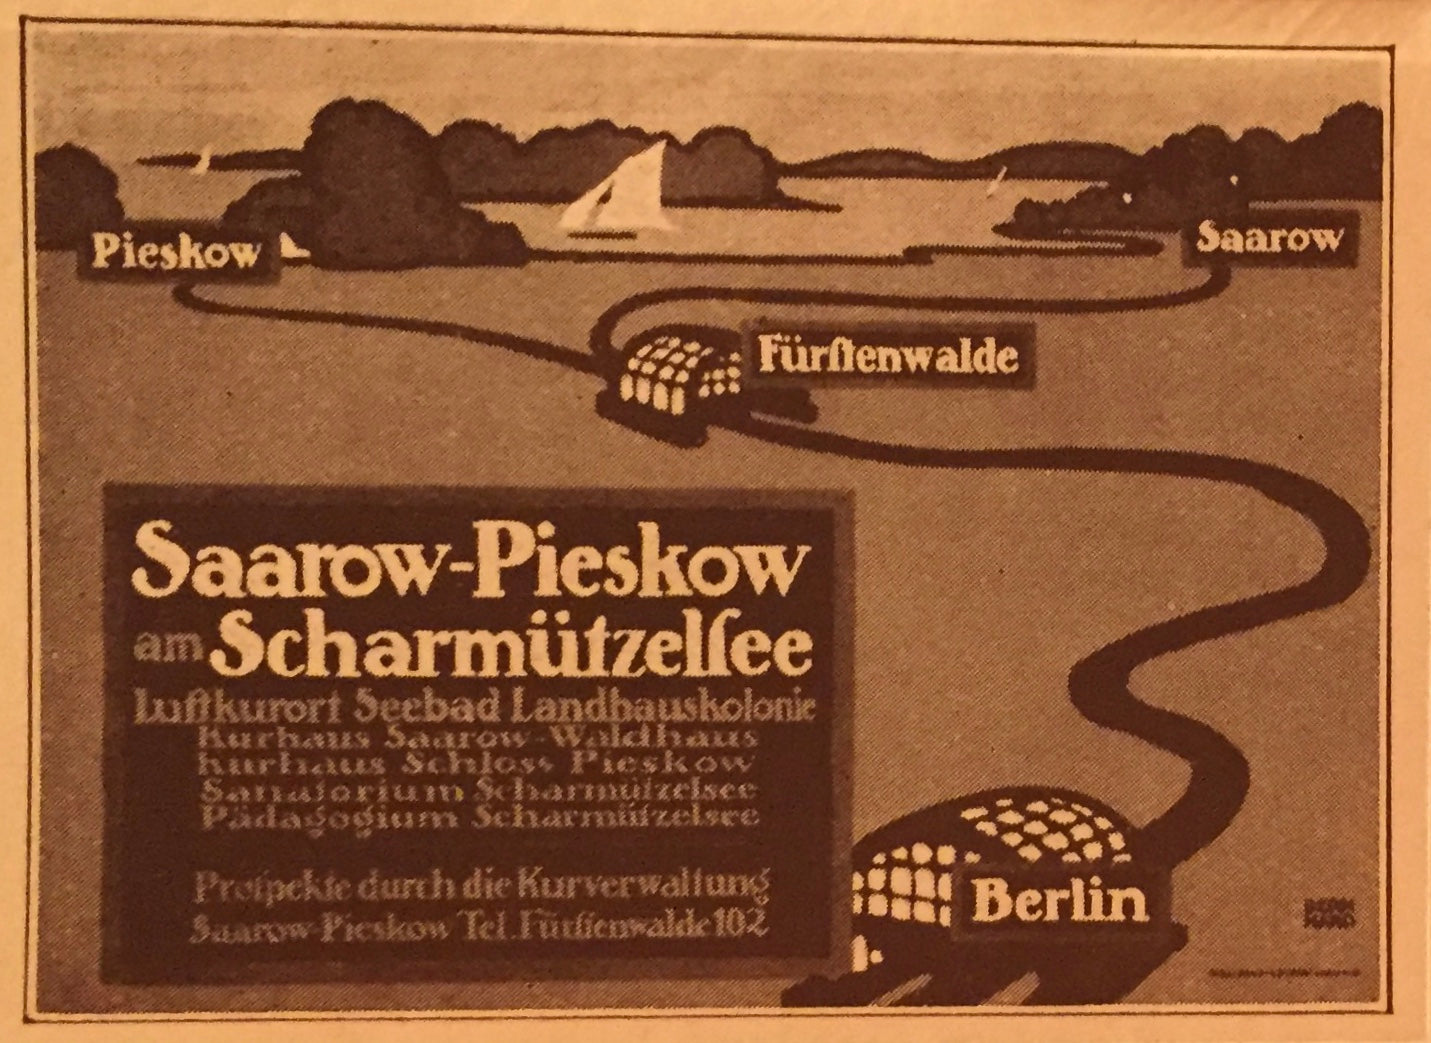 Pieskow
Saarow
Fürſtenwalde
Saarow-Pieskow
am Scharmützelſee
Luftkurort Seebad Landhauskolonie
Kurhaus Saarow-Waldhaus
Kurhaus Schloss Pieskow
Sanatorium Scharmützelsee
Pädagogium Scharmützelsee
Proſpekte durch die Kurverwaltung
Saarow-Pieskow Tel. Fürſtenwalde 102
Berlin